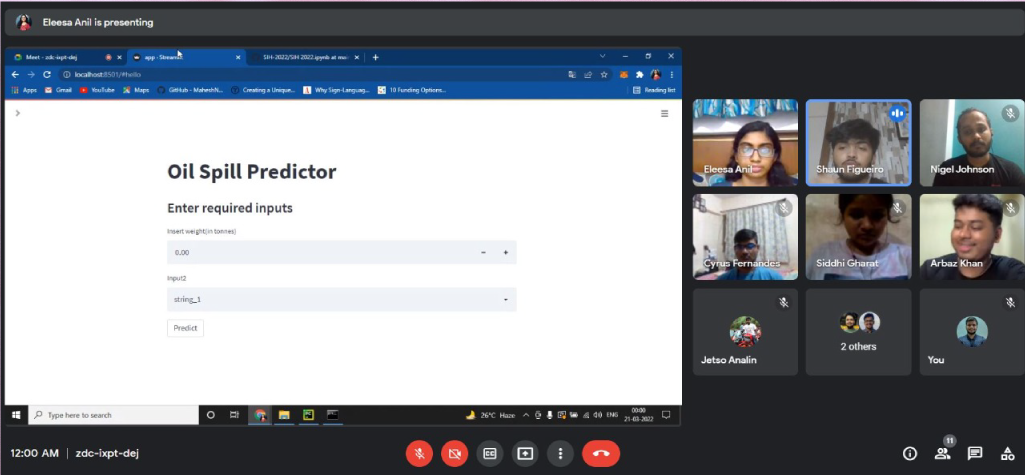 Eleesa Anil is presenting
Meet - zdc-ixpt-dej
app · Streamlit
SIH-2022/SIH 2022.ipynb at mai
localhost:8501/#hello
Apps
Gmail
YouTube
Maps
GitHub - MaheshN...
Creating a Unique...
Why Sign-Languag...
10 Funding Options...
Reading list
Oil Spill Predictor
Enter required inputs
Insert weight(in tonnes)
0.00
Input2
string_1
Predict
Type here to search
26°C Haze
ENG
00:00
21-03-2022
Eleesa Anil
Shaun Figueiro
Nigel Johnson
Cyrus Fernandes
Siddhi Gharat
Arbaz Khan
Jetso Analin
2 others
You
12:00 AM | zdc-ixpt-dej
11